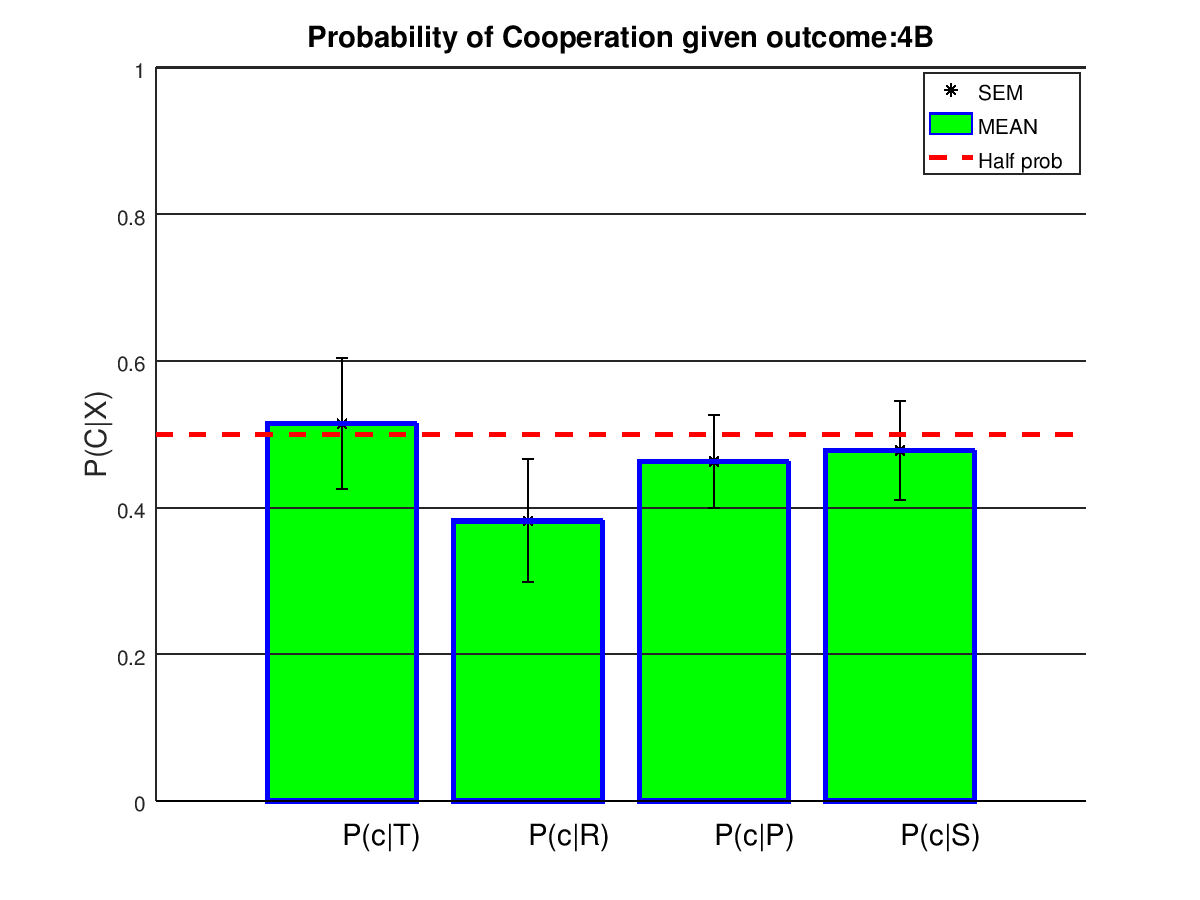 Probability of Cooperation given outcome:4B
1
0.8
0.6
0.4
0.2
0
P(C|X)
SEM
MEAN
Half prob
P(c|T)
P(c|R)
P(c|P)
P(c|S)